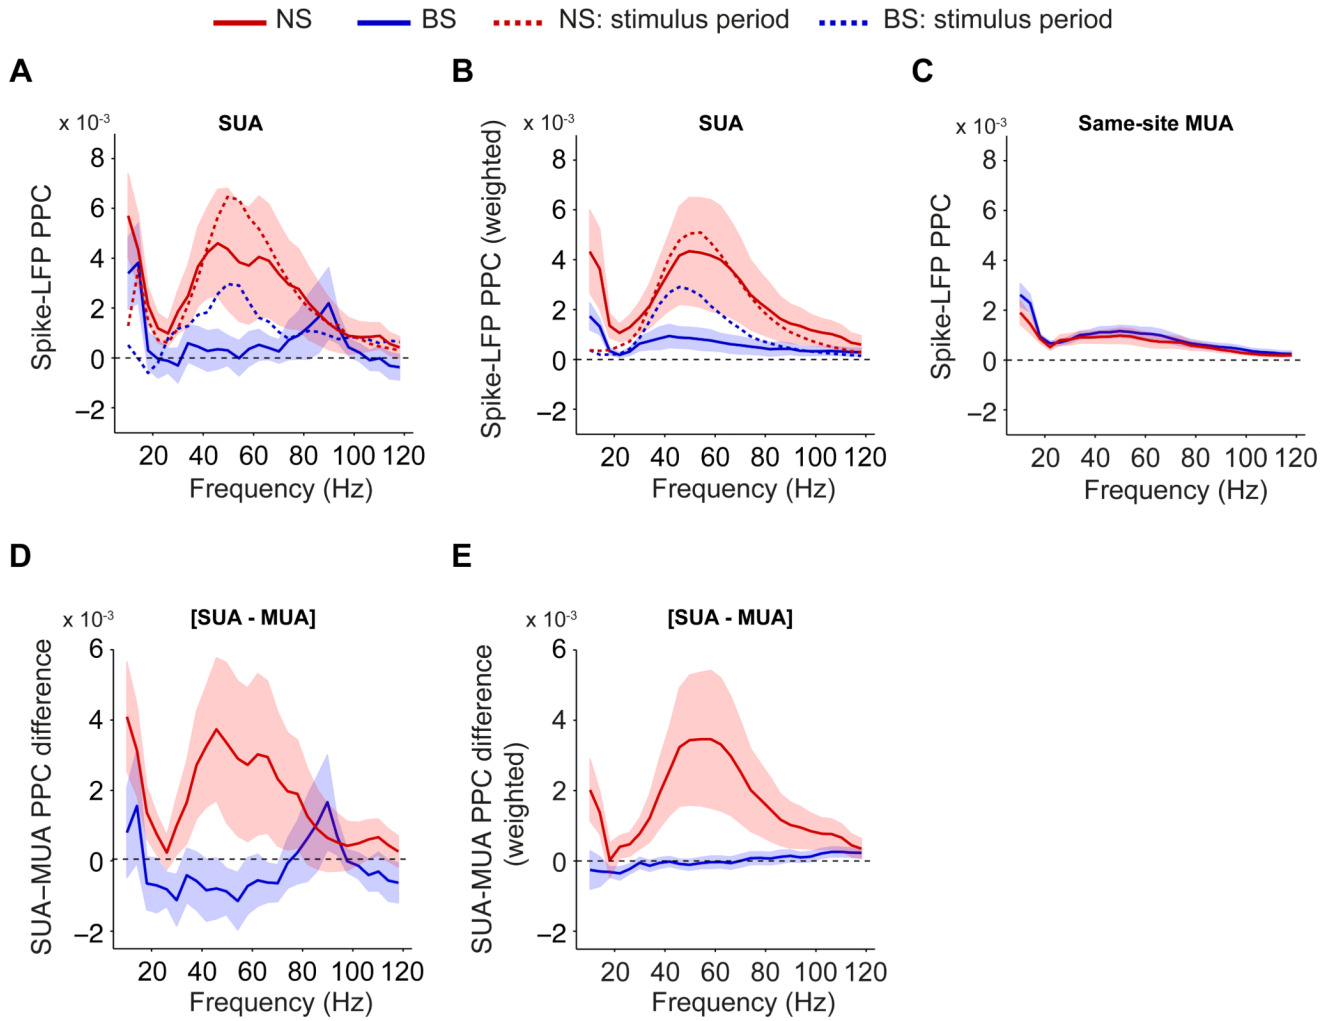 NS BS NS: stimulus period BS: stimulus period
A
x 10-3
SUA
Spike-LFP PPC
8
6
4
2
0
−2
20 40 60 80 100 120
Frequency (Hz)
B
x 10-3
SUA
Spike-LFP PPC (weighted)
8
6
4
2
0
−2
20 40 60 80 100 120
Frequency (Hz)
C
x 10-3
Same-site MUA
Spike-LFP PPC
8
6
4
2
0
−2
20 40 60 80 100 120
Frequency (Hz)
D
x 10-3
[SUA - MUA]
SUA−MUA PPC difference
6
4
2
0
−2
20 40 60 80 100 120
Frequency (Hz)
E
x 10-3
[SUA - MUA]
SUA-MUA PPC difference
(weighted)
6
4
2
0
−2
20 40 60 80 100 120
Frequency (Hz)